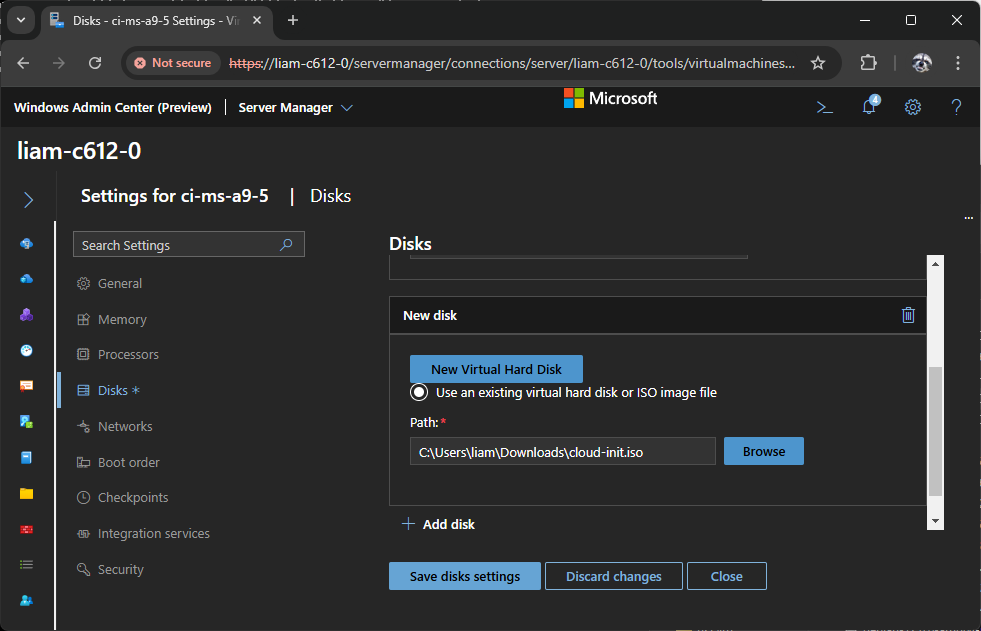 Disks - ci-ms-a9-5 Settings - Vi
Not secure
https://liam-c612-0/servermanager/connections/server/liam-c612-0/tools/virtualmachines...
Windows Admin Center (Preview)
Server Manager
Microsoft
4
liam-c612-0
Settings for ci-ms-a9-5 | Disks
...
Search Settings
General
Memory
Processors
Disks *
Networks
Boot order
Checkpoints
Integration services
Security
Disks
New disk
New Virtual Hard Disk
Use an existing virtual hard disk or ISO image file
Path:*
C:\Users\liam\Downloads\cloud-init.iso
Browse
Add disk
Save disks settings
Discard changes
Close